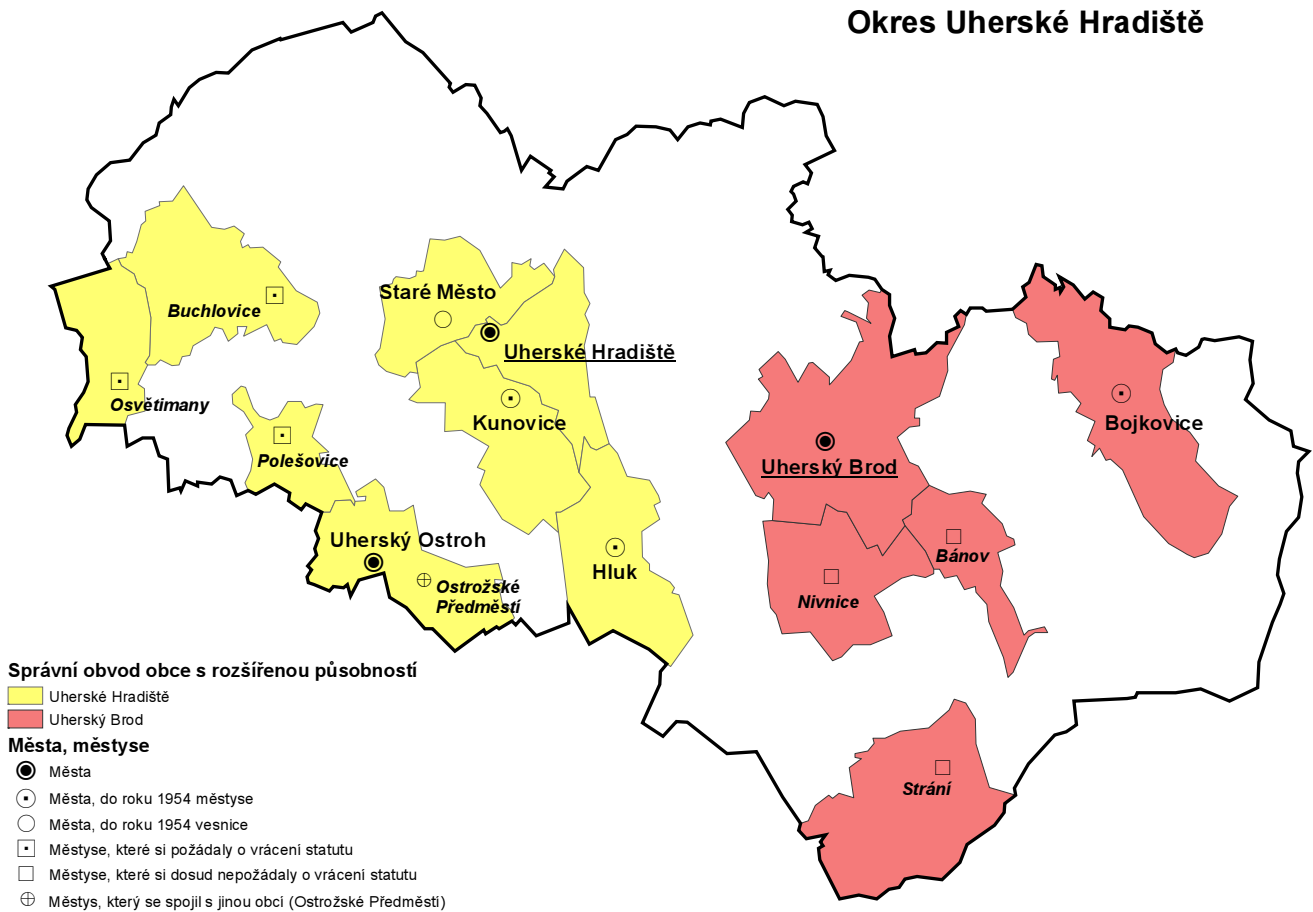 Okres Uherské Hradiště
Staré Město
Buchlovice
Uherské Hradiště
Osvětimany
Kunovice
Bojkovice
Polešovice
Uherský Brod
Uherský Ostroh
Bánov
Hluk
Ostrožské
Předměstí
Nivnice
Strání
Správní obvod obce s rozšířenou působností
Uherské Hradiště
Uherský Brod
Města, městyse
Města
Města, do roku 1954 městyse
Města, do roku 1954 vesnice
Městyse, které si požádaly o vrácení statutu
Městyse, které si dosud nepožádaly o vrácení statutu
Městys, který se spojil s jinou obcí (Ostrožské Předměstí)